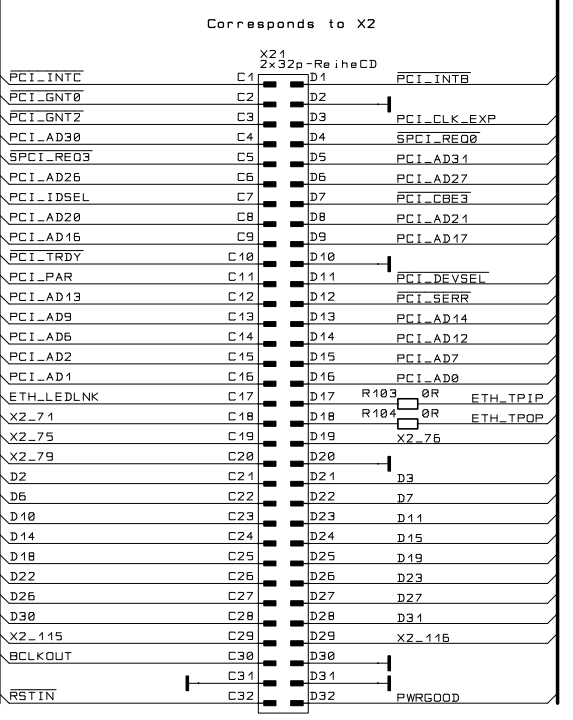 Corresponds to X2
X21
2x32p-ReiheCD
PCI_INTC C1 D1 PCI_INTB
PCI_GNT0 C2 D2
PCI_GNT2 C3 D3 PCI_CLK_EXP
PCI_AD30 C4 D4 SPCI_REQ0
SPCI_REQ3 C5 D5 PCI_AD31
PCI_AD26 C6 D6 PCI_AD27
PCI_IDSEL C7 D7 PCI_CBE3
PCI_AD20 C8 D8 PCI_AD21
PCI_AD16 C9 D9 PCI_AD17
PCI_TRDY C10 D10
PCI_PAR C11 D11 PCI_DEVSEL
PCI_AD13 C12 D12 PCI_SERR
PCI_AD9 C13 D13 PCI_AD14
PCI_AD6 C14 D14 PCI_AD12
PCI_AD2 C15 D15 PCI_AD7
PCI_AD1 C16 D16 PCI_AD0
ETH_LEDLNK C17 D17 R103 0R ETH_TPIP
X2_71 C18 D18 R104 0R ETH_TPOP
X2_75 C19 D19 X2_76
X2_79 C20 D20
D2 C21 D21 D3
D6 C22 D22 D7
D10 C23 D23 D11
D14 C24 D24 D15
D18 C25 D25 D19
D22 C26 D26 D23
D26 C27 D27 D27
D30 C28 D28 D31
X2_115 C29 D29 X2_116
BCLKOUT C30 D30
C31 D31
RSTIN C32 D32 PWRGOOD